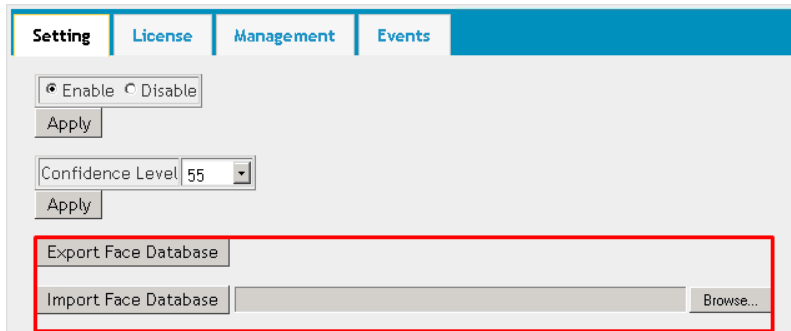 Setting License Management Events
Enable Disable
Apply
Confidence Level 55
Apply
Export Face Database
Import Face Database Browse...